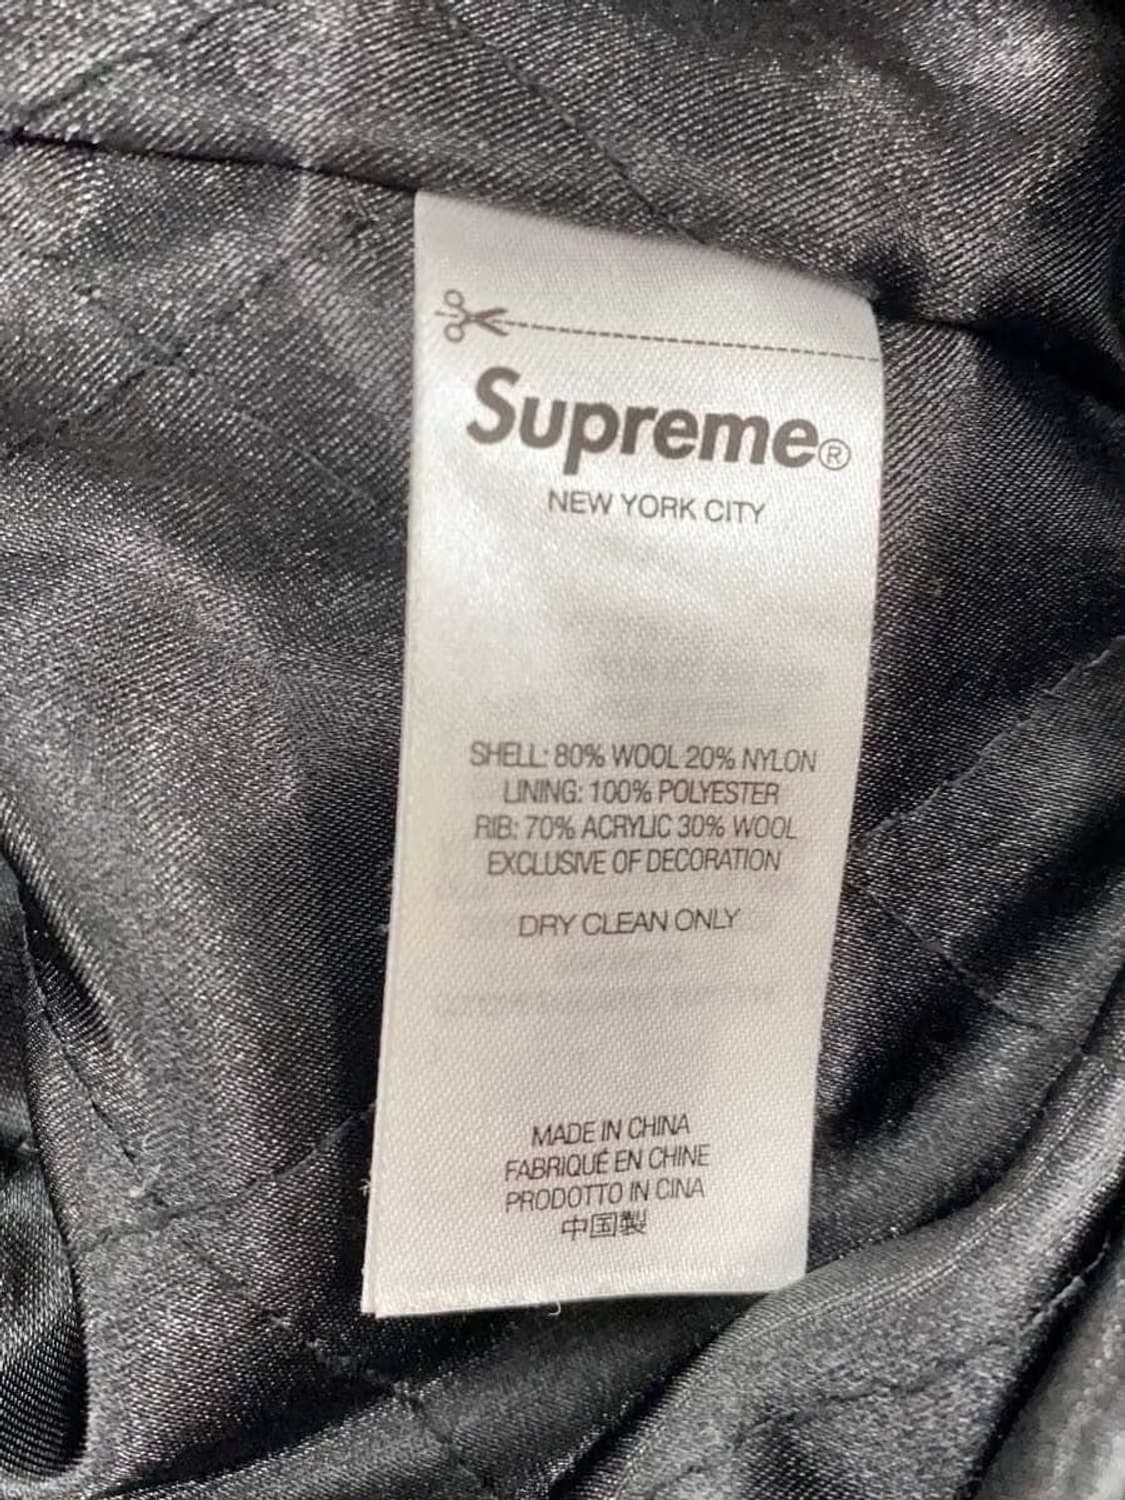 Supreme®
NEW YORK CITY
SHELL: 80% WOOL 20% NYLON
LINING: 100% POLYESTER
RIB: 70% ACRYLIC 30% WOOL
EXCLUSIVE OF DECORATION
DRY CLEAN ONLY
MADE IN CHINA
FABRIQUÉ EN CHINE
PRODOTTO IN CINA
中国製